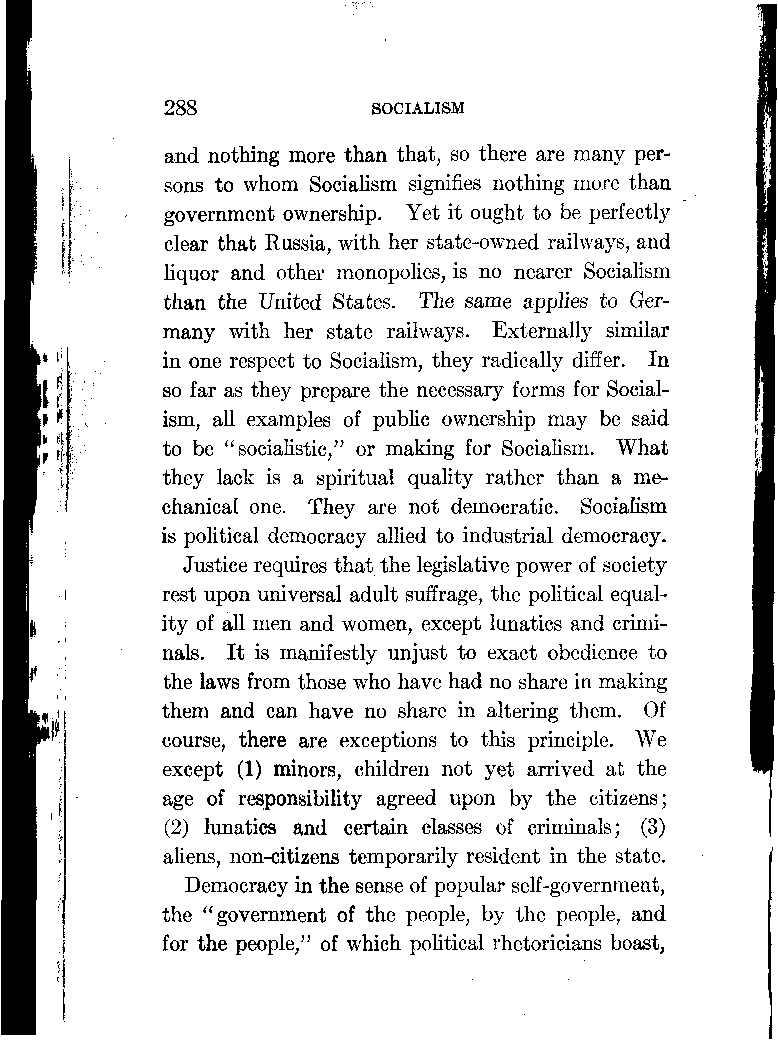 288 SOCIALISM
and nothing more than that, so there are many per-
sons to whom Socialism signifies nothing more than
government ownership. Yet it ought to be perfectly
clear that Russia, with her state-owned railways, and
liquor and other monopolies, is no nearer Socialism
than the United States. The same applies to Ger-
many with her state railways. Externally similar
in one respect to Socialism, they radically differ. In
so far as they prepare the necessary forms for Social-
ism, all examples of public ownership may be said
to be "socialistic," or making for Socialism. What
they lack is a spiritual quality rather than a me-
chanical one. They are not democratic. Socialism
is political democracy allied to industrial democracy.
Justice requires that the legislative power of society
rest upon universal adult suffrage, the political equal-
ity of all men and women, except lunatics and crimi-
nals. It is manifestly unjust to exact obedience to
the laws from those who have had no share in making
them and can have no share in altering them. Of
course, there are exceptions to this principle. We
except (1) minors, children not yet arrived at the
age of responsibility agreed upon by the citizens;
(2) lunatics and certain classes of criminals; (3)
aliens, non-citizens temporarily resident in the state.
Democracy in the sense of popular self-government,
the "government of the people, by the people, and
for the people," of which political rhetoricians boast,